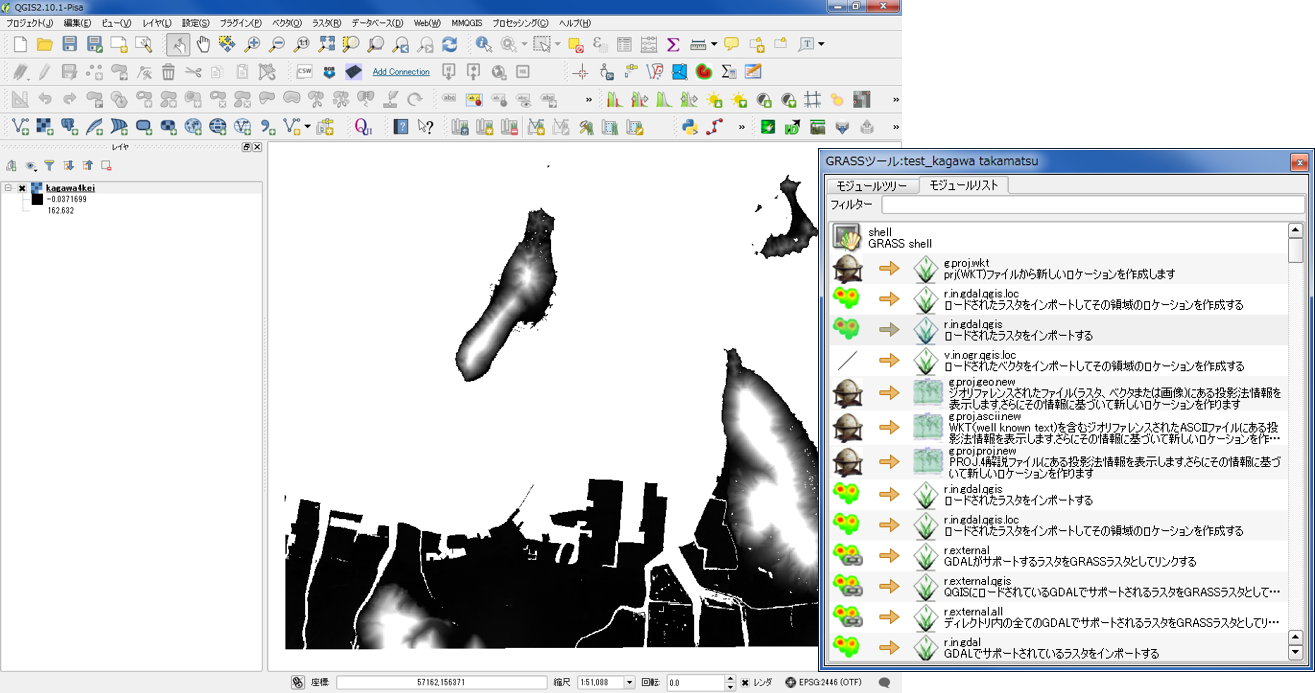 QGIS2.10.1-Pisa
プロジェクト(J) 編集(E) ビュー(V) レイヤ(L) 設定(S) プラグイン(P) ベクタ(O) ラスタ(R) データベース(D) Web(W) MMQGIS プロセッシング(C) ヘルプ(H)
CSW Add Connection
レイヤ
kagawa4kei
-0.0371699
162.632
座標: 57162,156371 縮尺 1:51,088 回転: 0.0 レンダ EPSG:2446 (OTF)
GRASSツール:test_kagawa takamatsu
モジュールツリー モジュールリスト
フィルター
shell
GRASS shell
g.proj.wkt
prj(WKT)ファイルから新しいロケーションを作成します
r.in.gdal.qgis.loc
ロードされたラスタをインポートしてその領域のロケーションを作成する
r.in.gdal.qgis
ロードされたラスタをインポートする
v.in.ogr.qgis.loc
ロードされたベクタをインポートしてその領域のロケーションを作成する
g.proj.geo.new
ジオリファレンスされたファイル(ラスタ、ベクタまたは画像)にある投影法情報を
表示します,さらにその情報に基づいて新しいロケーションを作ります
g.proj.ascii.new
WKT(well known text)を含むジオリファレンスされたASCIIファイルにある投
影法情報を表示します,さらにその情報に基づいて新しいロケーションを作…
g.proj.proj.new
PROJ.4解説ファイルにある投影法情報を表示します,さらにその情報に基づ
いて新しいロケーションを作ります
r.in.gdal.qgis
ロードされたラスタをインポートする
r.in.gdal.qgis.loc
ロードされたラスタをインポートしてその領域のロケーションを作成する
r.external
GDALがサポートするラスタをGRASSラスタとしてリンクする
r.external.qgis
QGISにロードされているGDALでサポートされるラスタをGRASSラスタとして…
r.external.all
ディレクトリ内の全てのGDALでサポートされるラスタをGRASSラスタとしてリ…
r.in.gdal
GDALでサポートされているラスタをインポートする